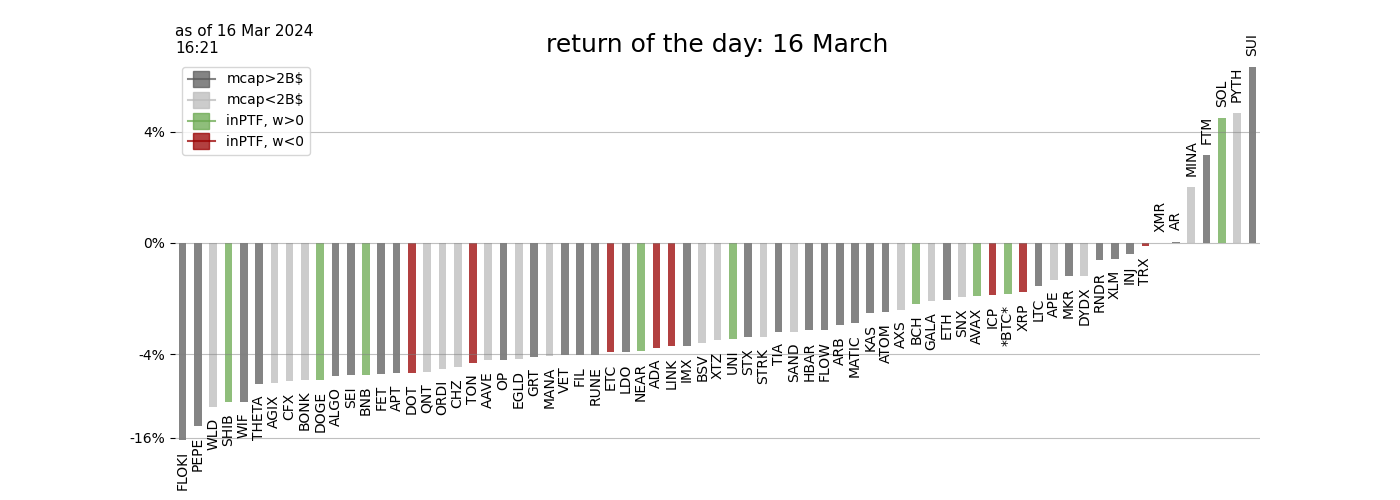 as of 16 Mar 2024
16:21
return of the day: 16 March
mcap>2B$
mcap<2B$
inPTF, w>0
inPTF, w<0
4%
0%
-4%
-16%
FLOKI
PEPE
WLD
SHIB
WIF
THETA
AGIX
CFX
BONK
DOGE
ALGO
SEI
BNB
FET
APT
DOT
QNT
ORDI
CHZ
TON
AAVE
OP
EGLD
GRT
MANA
VET
FIL
RUNE
ETC
LDO
NEAR
ADA
LINK
IMX
BSV
XTZ
UNI
STX
STRK
TIA
SAND
HBAR
FLOW
ARB
MATIC
KAS
ATOM
AXS
BCH
GALA
ETH
SNX
AVAX
ICP
*BTC*
XRP
LTC
APE
MKR
DYDX
RNDR
XLM
INJ
TRX
XMR
AR
MINA
FTM
SOL
PYTH
SUI